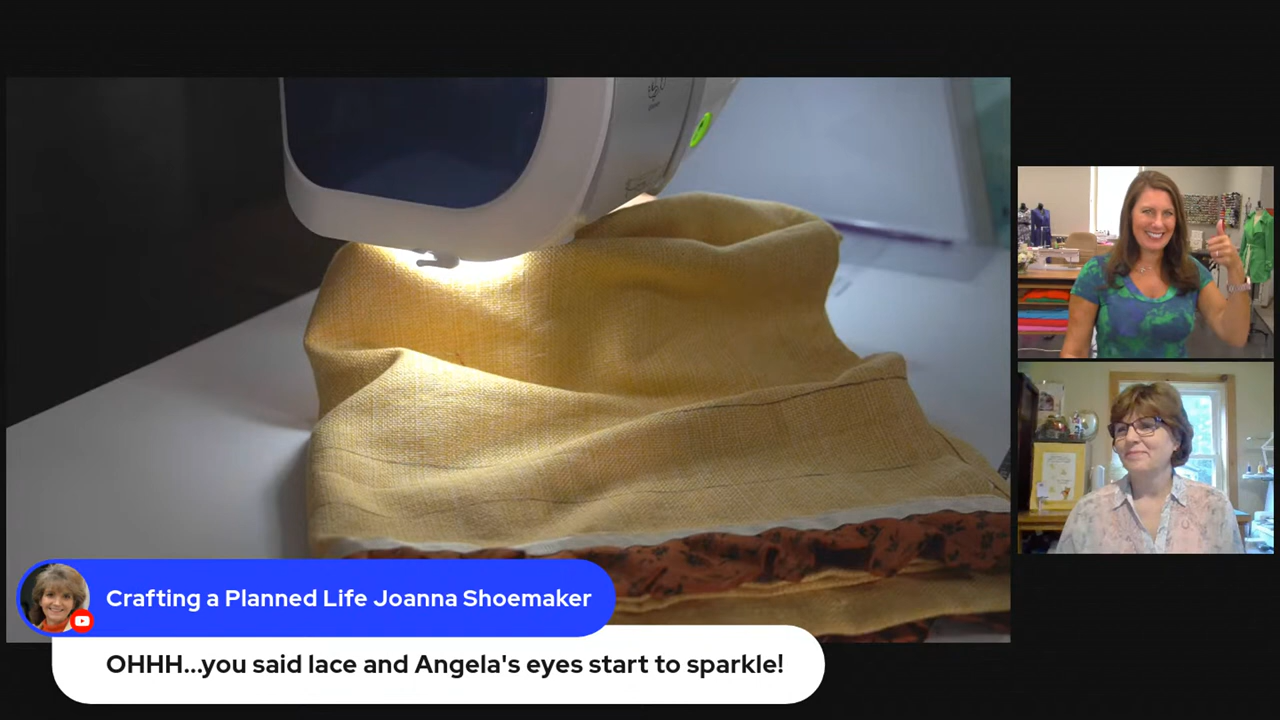 Crafting a Planned Life Joanna Shoemaker
OHHH...you said lace and Angela's eyes start to sparkle!